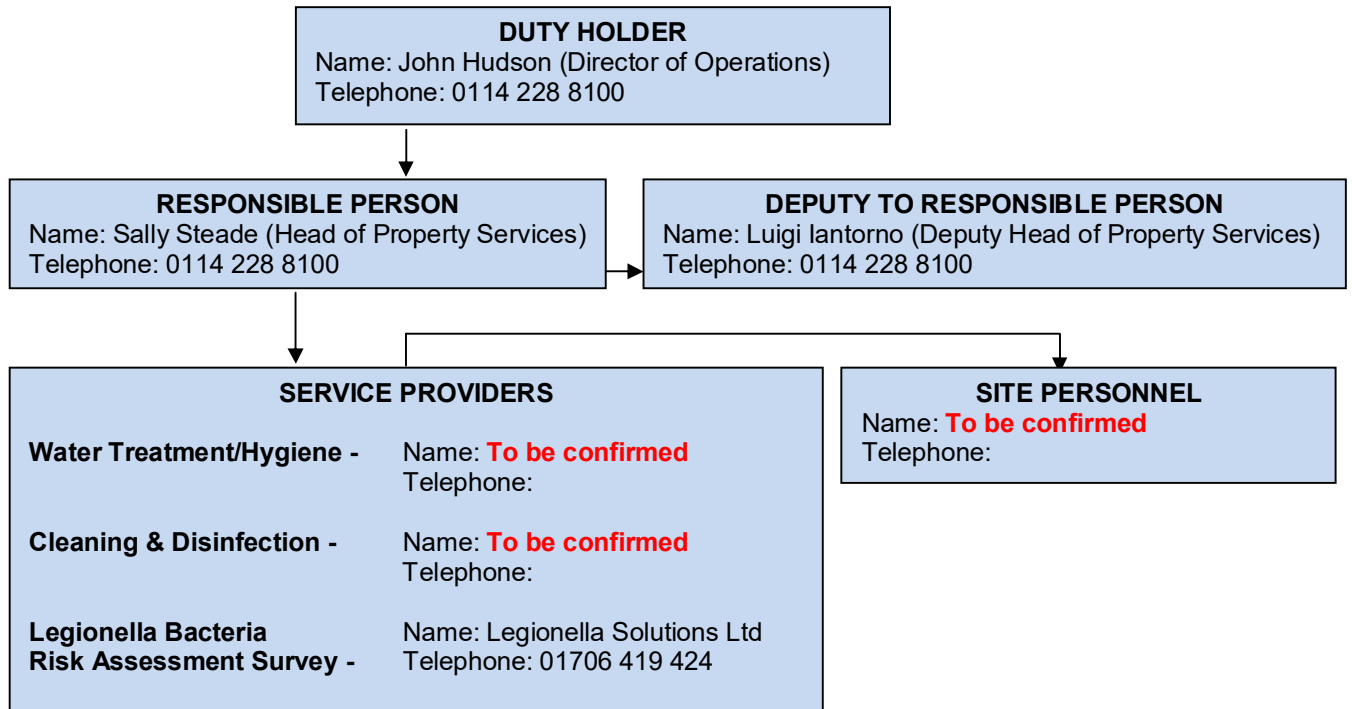 DUTY HOLDER
Name: John Hudson (Director of Operations)
Telephone: 0114 228 8100
RESPONSIBLE PERSON
Name: Sally Steade (Head of Property Services)
Telephone: 0114 228 8100
DEPUTY TO RESPONSIBLE PERSON
Name: Luigi Iantorno (Deputy Head of Property Services)
Telephone: 0114 228 8100
SERVICE PROVIDERS
Water Treatment/Hygiene - Name: To be confirmed
Telephone:
Cleaning & Disinfection - Name: To be confirmed
Telephone:
Legionella Bacteria Name: Legionella Solutions Ltd
Risk Assessment Survey - Telephone: 01706 419 424
SITE PERSONNEL
Name: To be confirmed
Telephone: